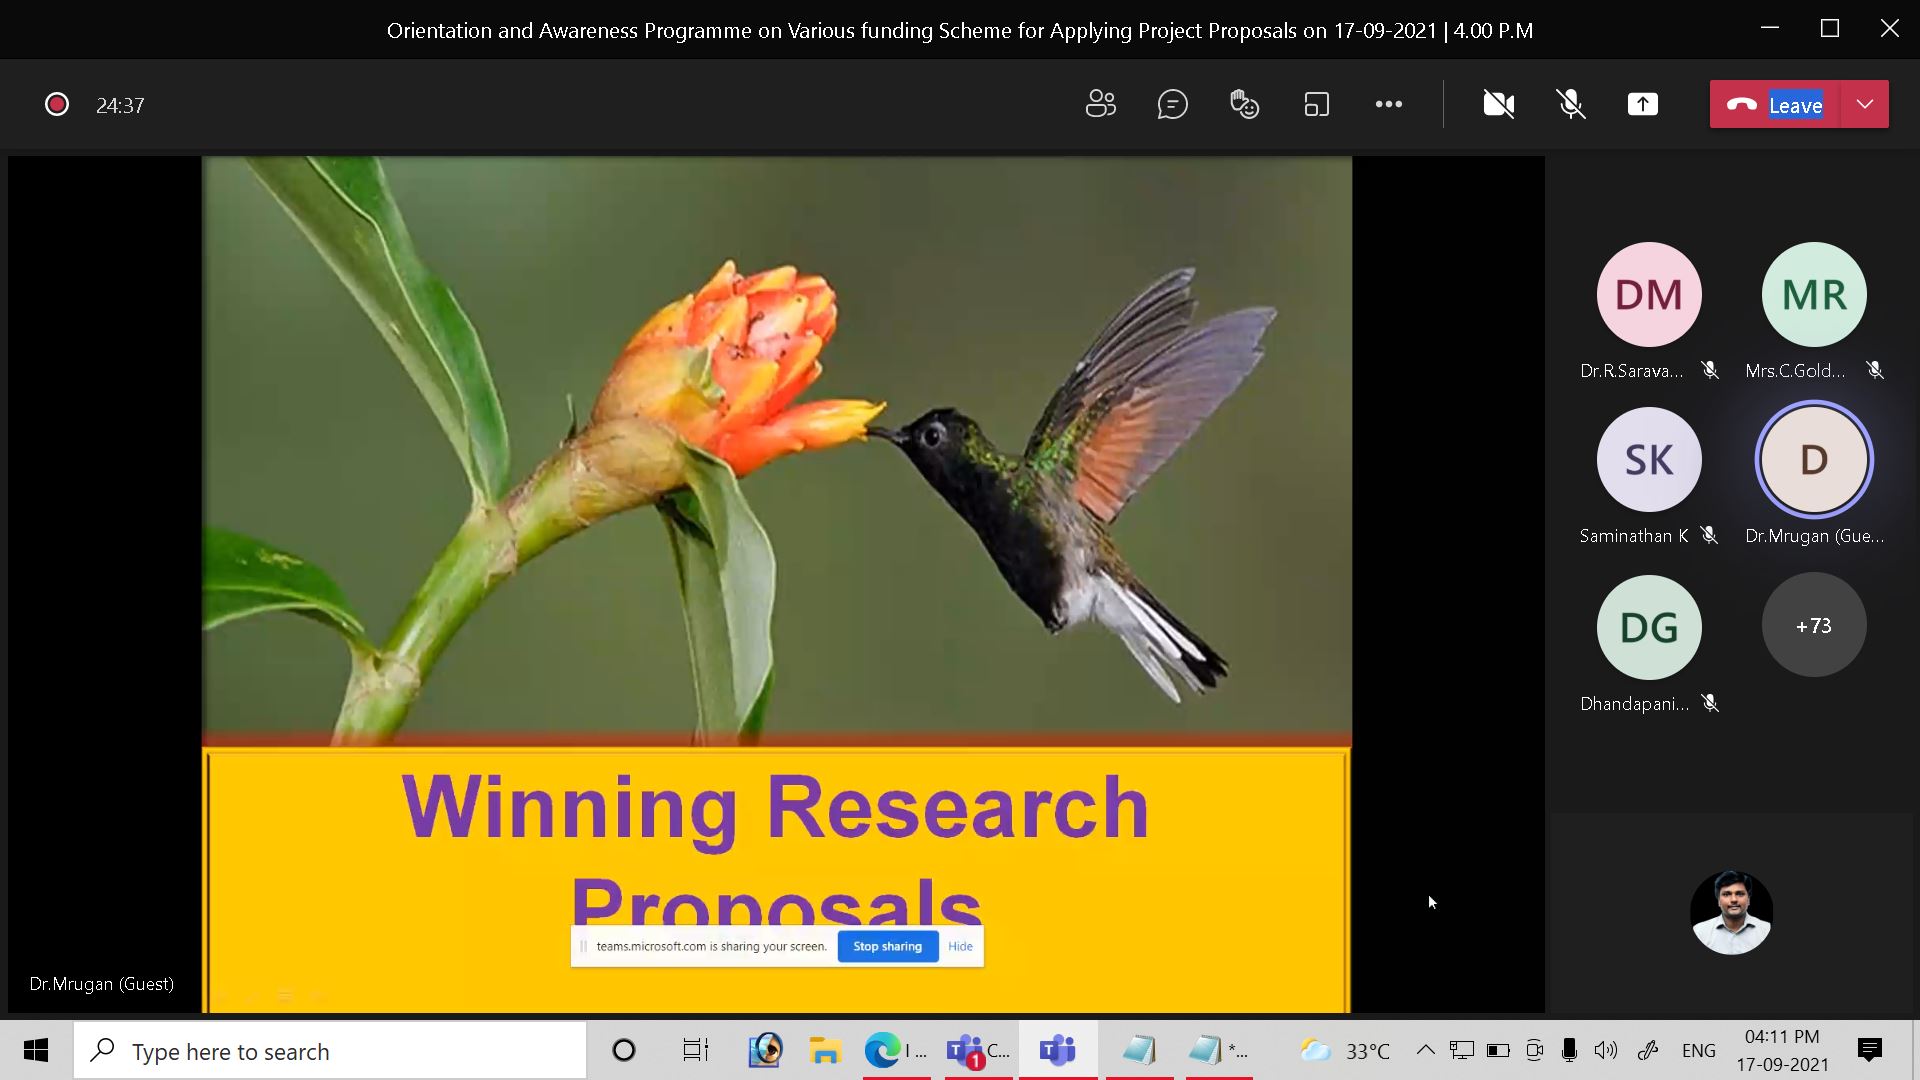 Orientation and Awareness Programme on Various funding Scheme for Applying Project Proposals on 17-09-2021 | 4.00 P.M
24:37
Leave
DM
MR
Dr.R.Sarava...
Mrs.C.Gold...
SK
D
Saminathan K
Dr.Mrugan (Gue...
DG
+73
Dhandapani...
Winning Research
Proposals
teams.microsoft.com is sharing your screen.
Stop sharing
Hide
Dr.Mrugan (Guest)
Type here to search
I ...
1
C...
*...
33°C
ENG
04:11 PM
17-09-2021